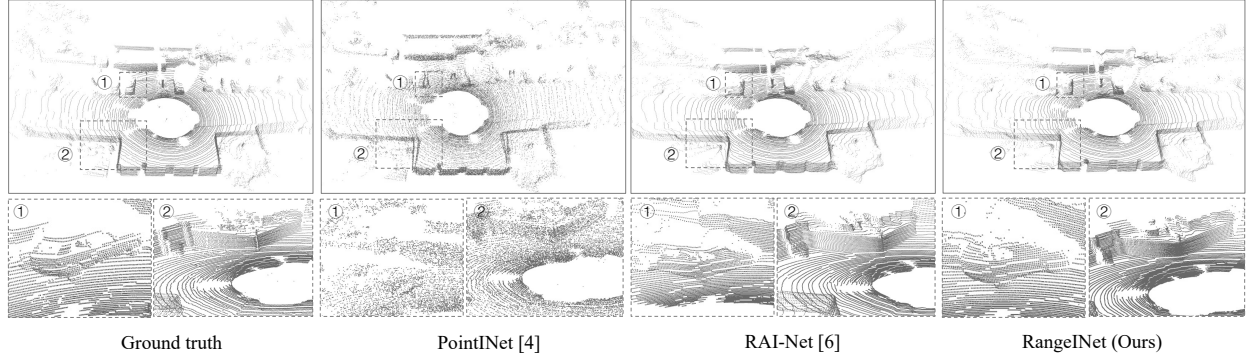 ① ① ① ①
② ② ② ②
① ② ① ② ① ② ① ②
Ground truth PointINet [4] RAI-Net [6] RangeINet (Ours)